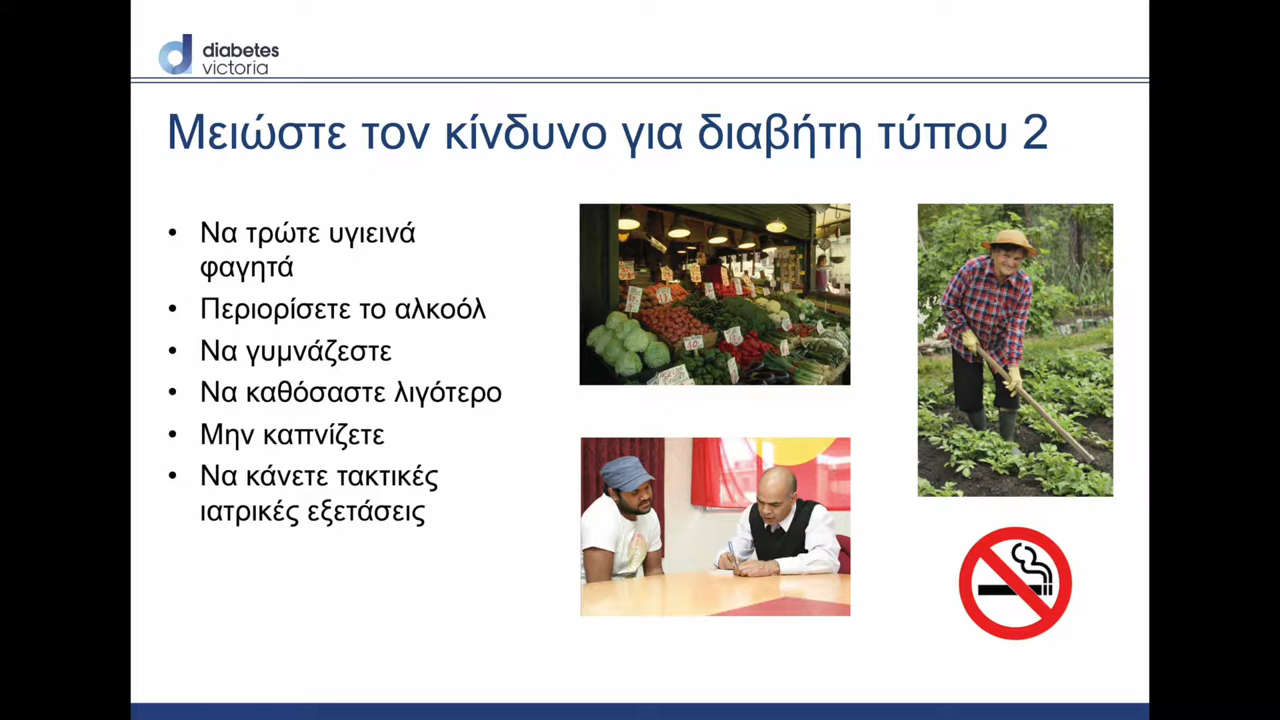 diabetes
victoria
Μειώστε τον κίνδυνο για διαβήτη τύπου 2
• Να τρώτε υγιεινά
φαγητά
• Περιορίσετε το αλκοόλ
• Να γυμνάζεστε
• Να καθόσαστε λιγότερο
• Μην καπνίζετε
• Να κάνετε τακτικές
ιατρικές εξετάσεις